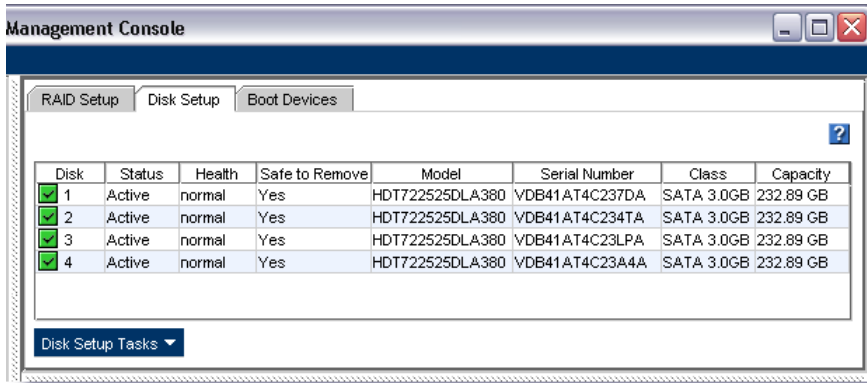 Management Console
RAID Setup Disk Setup Boot Devices
?
Disk Status Health Safe to Remove Model Serial Number Class Capacity
1 Active normal Yes HDT722525DLA380 VDB41AT4C237DA SATA 3.0GB 232.89 GB
2 Active normal Yes HDT722525DLA380 VDB41AT4C234TA SATA 3.0GB 232.89 GB
3 Active normal Yes HDT722525DLA380 VDB41AT4C23LPA SATA 3.0GB 232.89 GB
4 Active normal Yes HDT722525DLA380 VDB41AT4C23A4A SATA 3.0GB 232.89 GB
Disk Setup Tasks